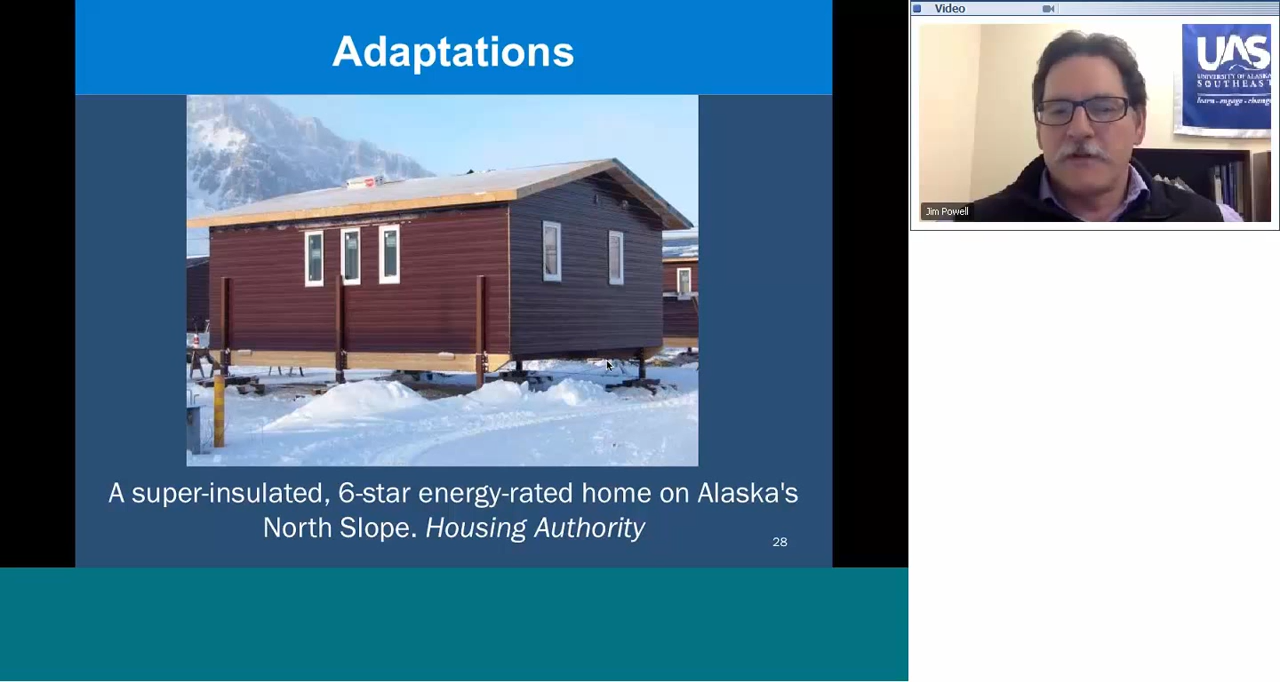 Adaptations
A super-insulated, 6-star energy-rated home on Alaska's
North Slope. Housing Authority
28
Video
UAS
UNIVERSITY OF ALASKA
SOUTHEAST
learn - engage - change
Jim Powell